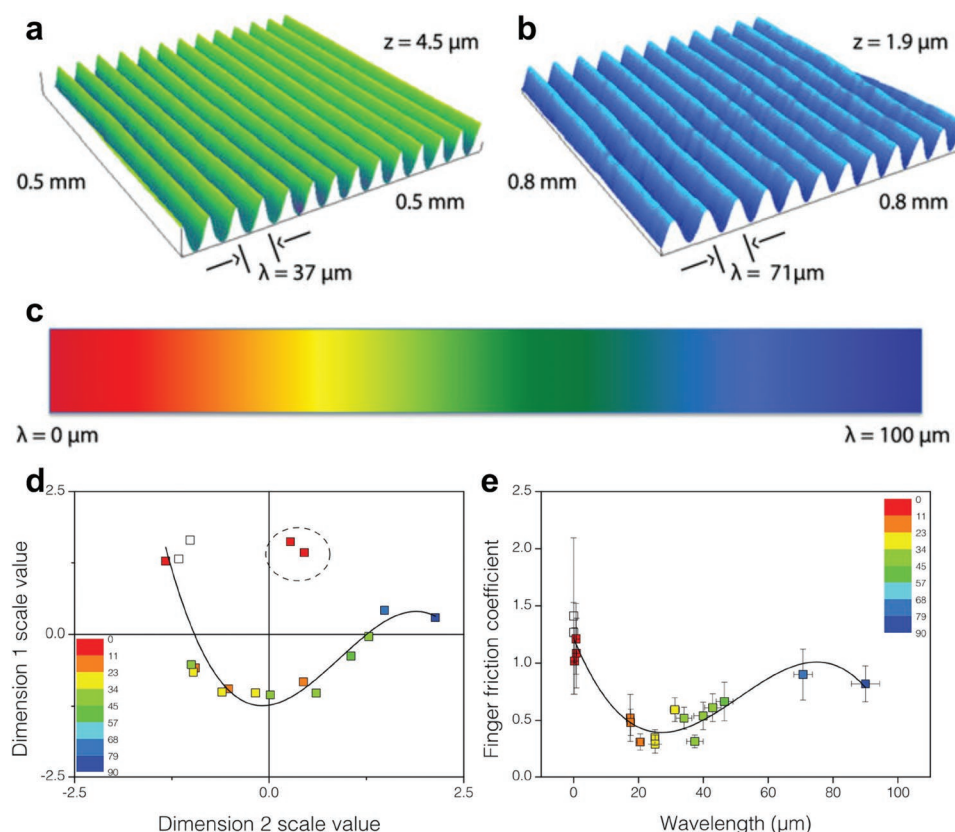 a
z = 4.5 µm
0.5 mm
0.5 mm
λ = 37 µm
b
z = 1.9 µm
0.8 mm
0.8 mm
λ = 71µm
c
λ = 0 µm
λ = 100 µm
d
2.5
0.0
-2.5
-2.5
0.0
2.5
Dimension 1 scale value
Dimension 2 scale value
0
11
23
34
45
57
68
79
90
e
2.5
2.0
1.5
1.0
0.5
0.0
0
20
40
60
80
100
Finger friction coefficient
Wavelength (µm)
0
11
23
34
45
57
68
79
90